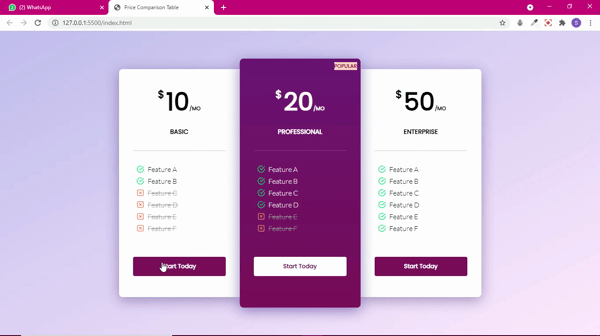 (2) WhatsApp
Price Comparison Table
127.0.0.1:5500/index.html
S
POPULAR
$10/MO
BASIC
Feature A
Feature B
Feature C
Feature D
Feature E
Feature F
Start Today
$20/MO
PROFESSIONAL
Feature A
Feature B
Feature C
Feature D
Feature E
Feature F
Start Today
$50/MO
ENTERPRISE
Feature A
Feature B
Feature C
Feature D
Feature E
Feature F
Start Today